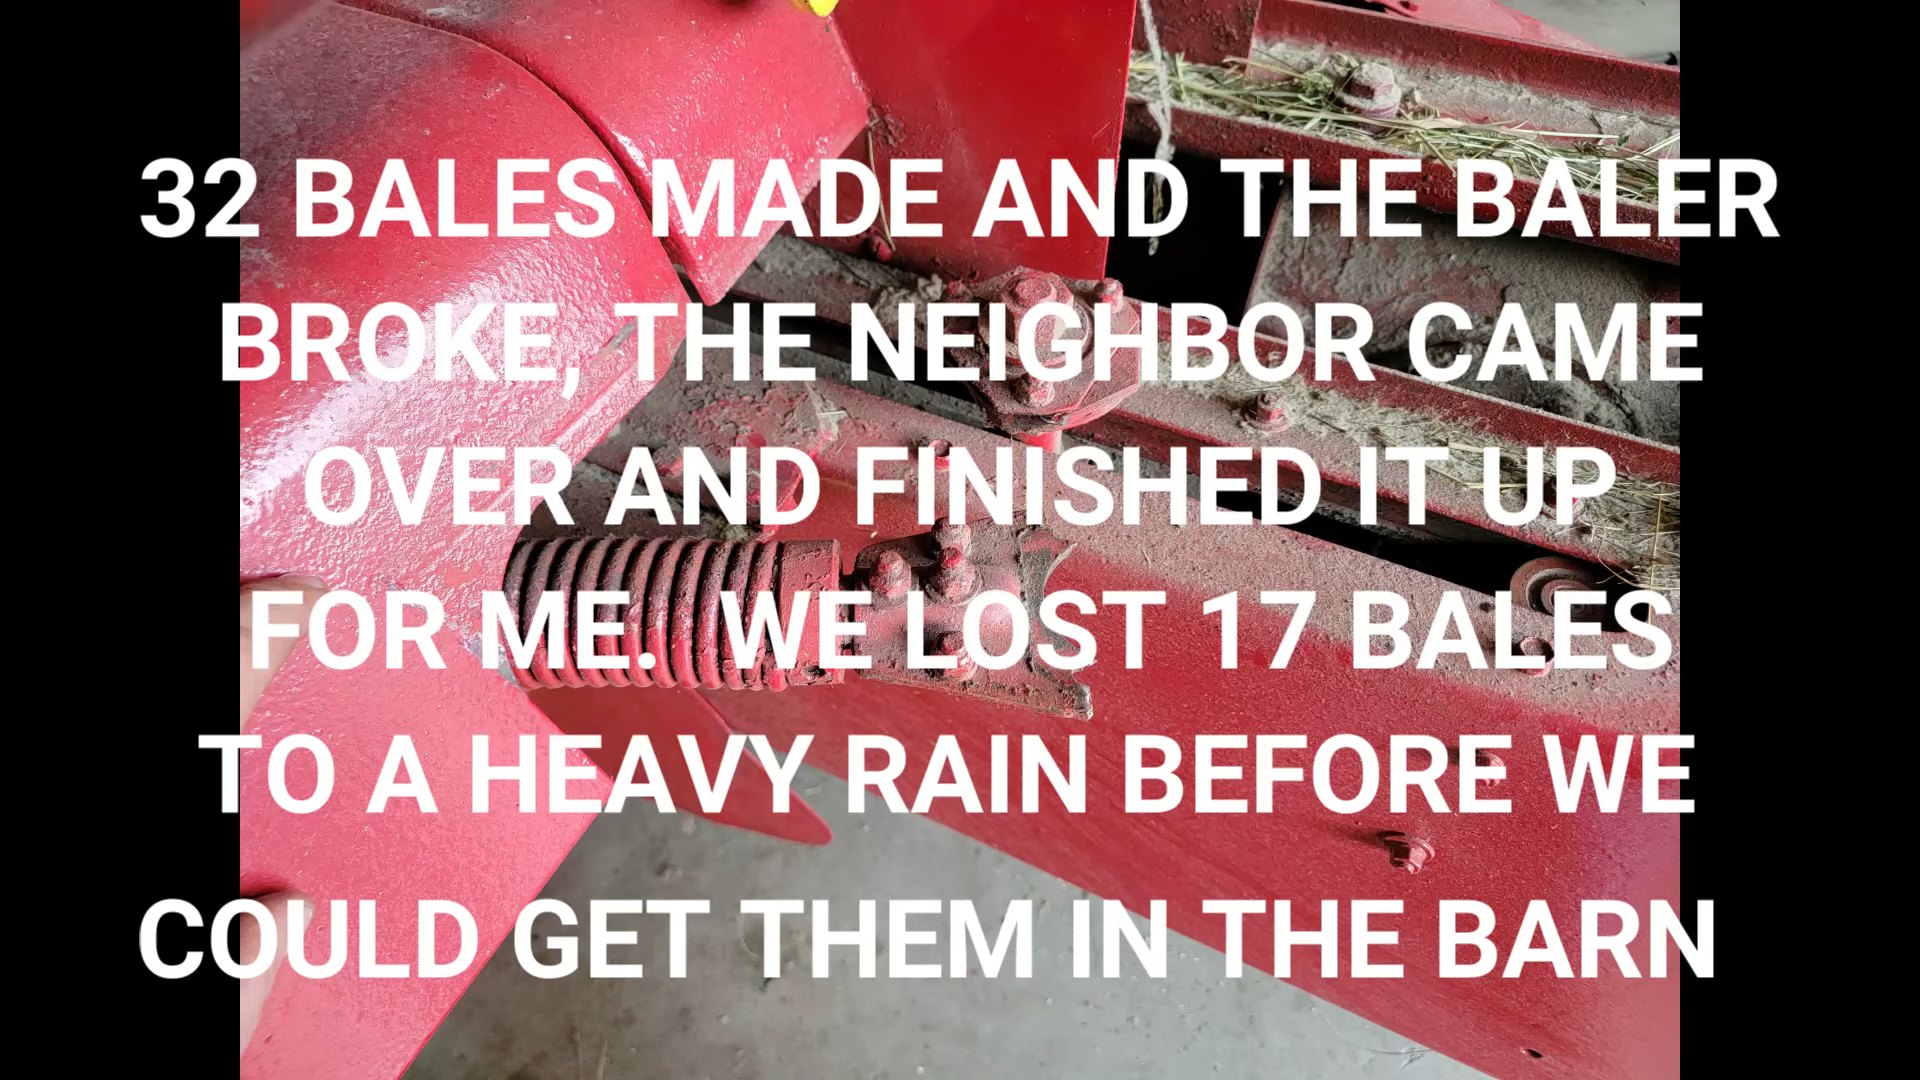 32 BALES MADE AND THE BALER
BROKE, THE NEIGHBOR CAME
OVER AND FINISHED IT UP
FOR ME.  WE LOST 17 BALES
TO A HEAVY RAIN BEFORE WE
COULD GET THEM IN THE BARN